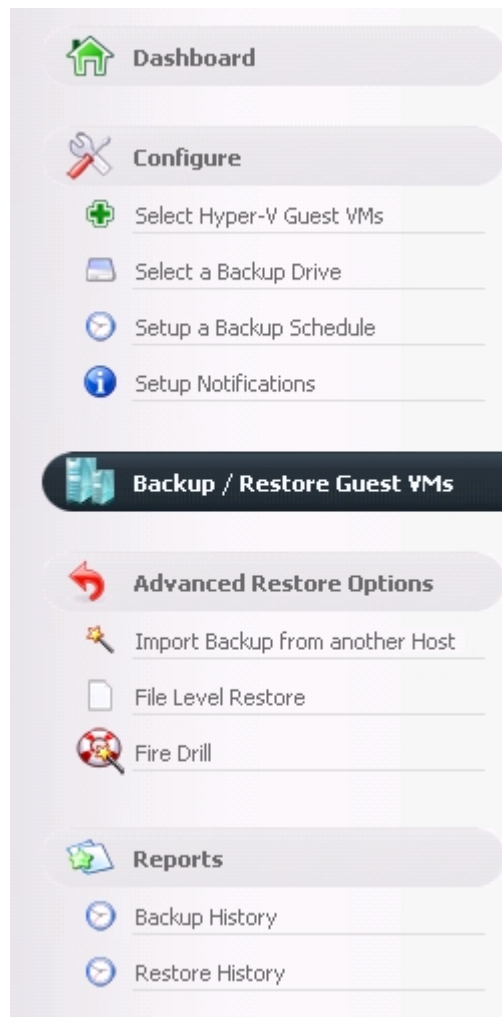 Dashboard
Configure
Select Hyper-V Guest VMs
Select a Backup Drive
Setup a Backup Schedule
Setup Notifications
Backup / Restore Guest VMs
Advanced Restore Options
Import Backup from another Host
File Level Restore
Fire Drill
Reports
Backup History
Restore History